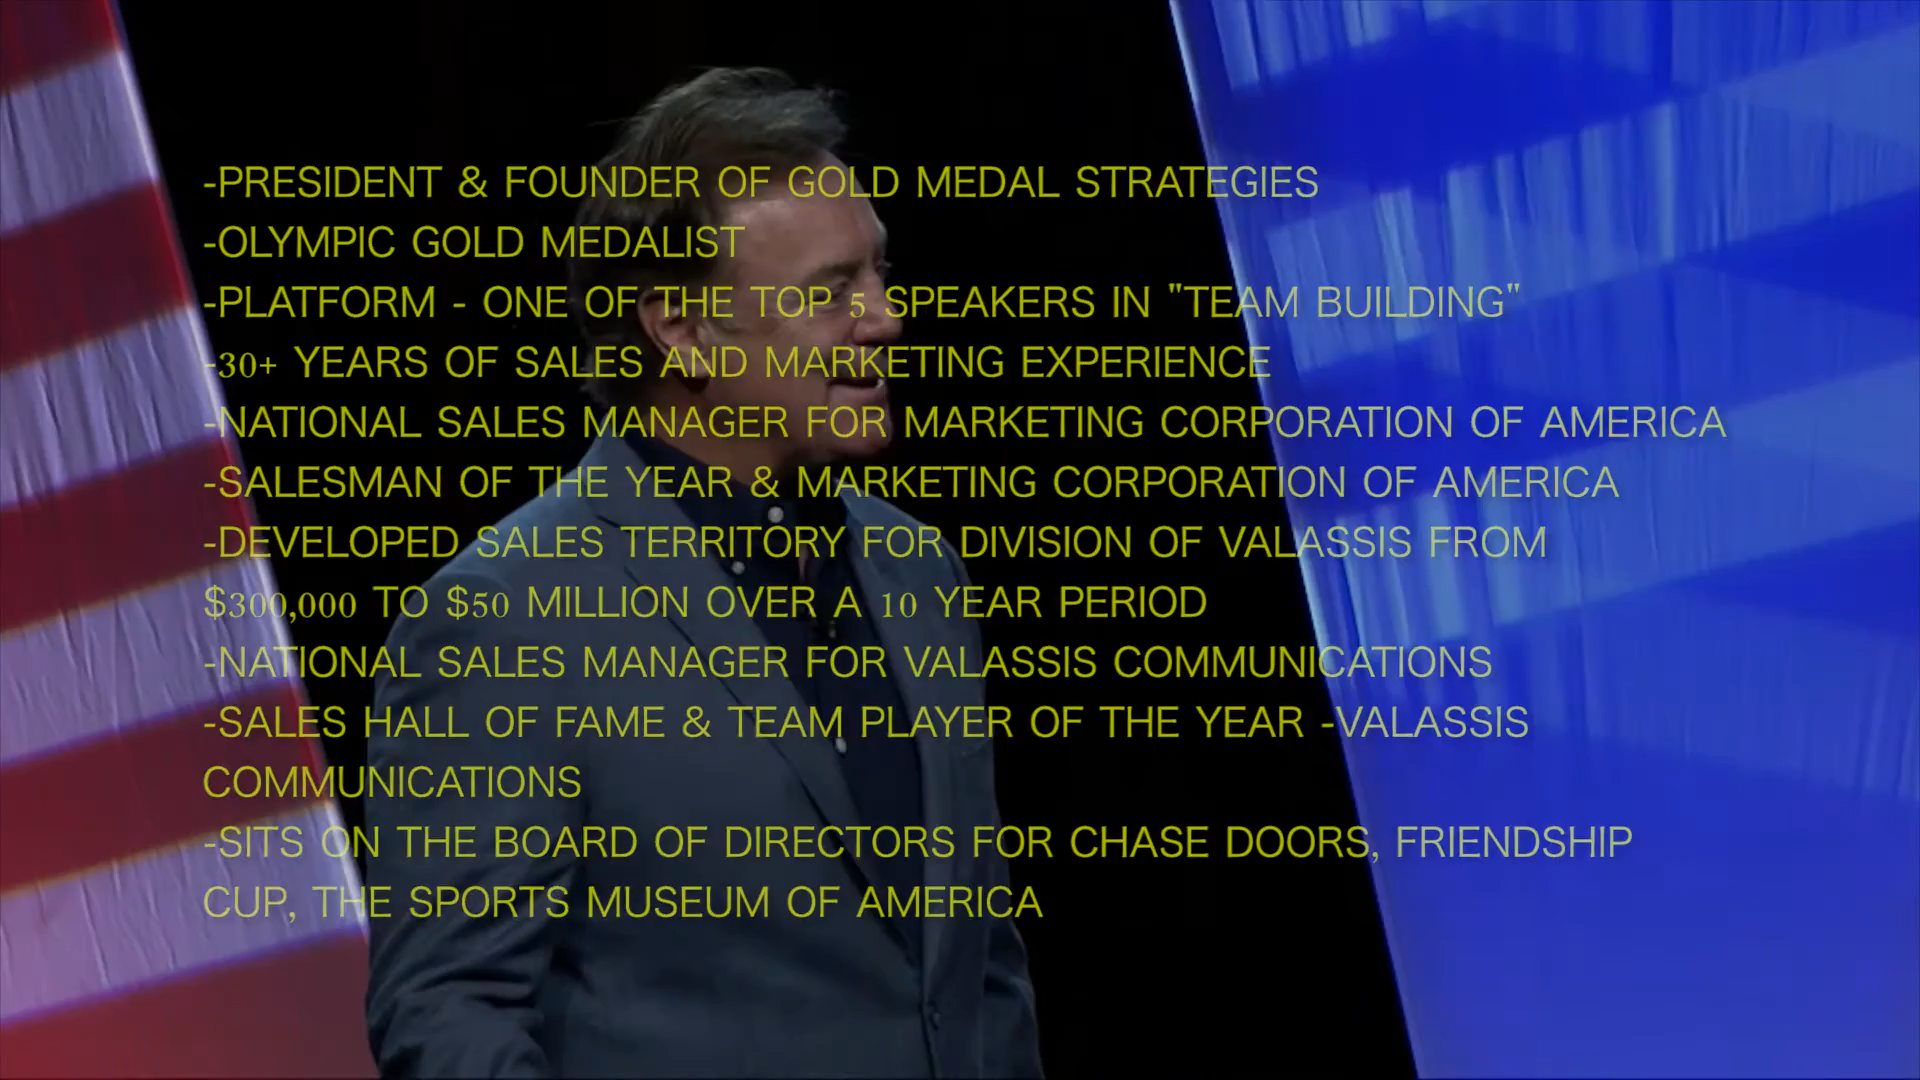 -PRESIDENT & FOUNDER OF GOLD MEDAL STRATEGIES
-OLYMPIC GOLD MEDALIST
-PLATFORM - ONE OF THE TOP 5 SPEAKERS IN "TEAM BUILDING"
-30+ YEARS OF SALES AND MARKETING EXPERIENCE
-NATIONAL SALES MANAGER FOR MARKETING CORPORATION OF AMERICA
-SALESMAN OF THE YEAR & MARKETING CORPORATION OF AMERICA
-DEVELOPED SALES TERRITORY FOR DIVISION OF VALASSIS FROM
$300,000 TO $50 MILLION OVER A 10 YEAR PERIOD
-NATIONAL SALES MANAGER FOR VALASSIS COMMUNICATIONS
-SALES HALL OF FAME & TEAM PLAYER OF THE YEAR -VALASSIS
COMMUNICATIONS
-SITS ON THE BOARD OF DIRECTORS FOR CHASE DOORS, FRIENDSHIP
CUP, THE SPORTS MUSEUM OF AMERICA